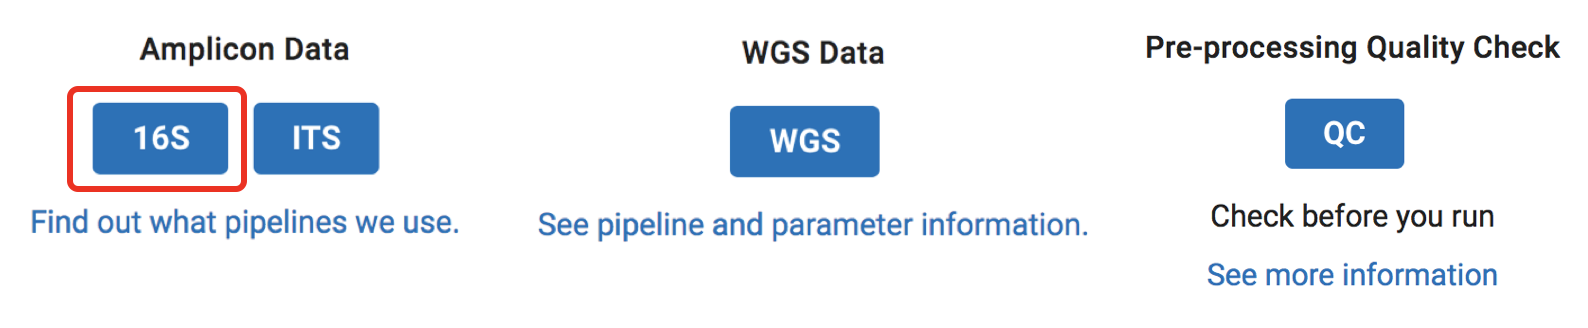 Amplicon Data
16S
ITS
Find out what pipelines we use.
WGS Data
WGS
See pipeline and parameter information.
Pre-processing Quality Check
QC
Check before you run
See more information